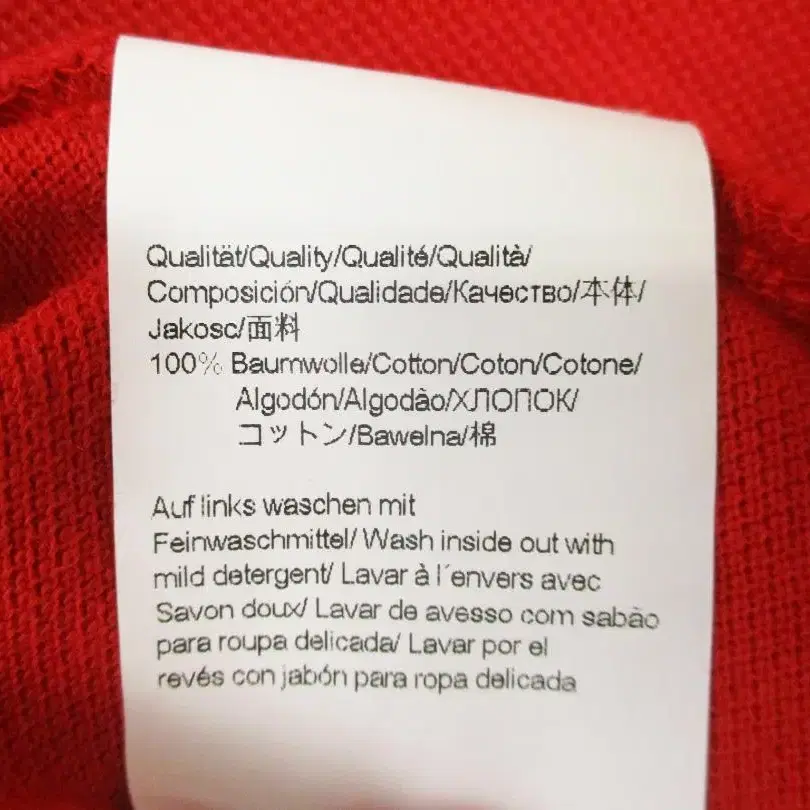 Qualität/Quality/Qualité/Qualità/
Composición/Qualidade/Качество/本体/
Jakosc/面料
100% Baumwolle/Cotton/Coton/Cotone/
Algodón/Algodão/ХЛОПОК/
コットン/Bawelna/棉
Auf links waschen mit
Feinwaschmittel/ Wash inside out with
mild detergent/ Lavar à l´envers avec
Savon doux/ Lavar de avesso com sabão
para roupa delicada/ Lavar por el
revés con jabón para ropa delicada